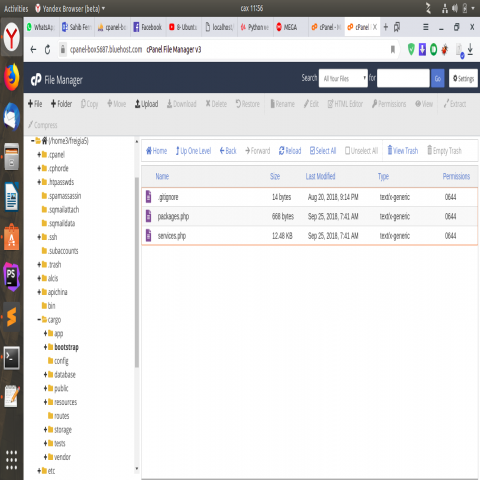 Activities Yandex Browser (beta) ▾ сах 11:56
WhatsAp Sahib Feri cpanel-bo Facebook 8- Ubuntu localhost/ Python и MEGA cPanel - М cPanel -
cpanel-box5687.bluehost.com cPanel File Manager v3
File Manager Search All Your Files for Go Settings
File Folder Copy Move Upload Download Delete Restore Rename Edit HTML Editor Permissions View Extract
Compress
(/home3/freigia5)
.cpanel
.cphorde
.htpasswds
.spamassassin
.sqmailattach
.sqmaildata
.ssh
.subaccounts
.trash
alcis
apichina
bin
cargo
app
bootstrap
config
database
public
resources
routes
storage
tests
vendor
etc
Home Up One Level Back Forward Reload Select All Unselect All View Trash Empty Trash
Name Size Last Modified Type Permissions
.gitignore 14 bytes Aug 20, 2018, 9:14 PM text/x-generic 0644
packages.php 668 bytes Sep 25, 2018, 7:41 AM text/x-generic 0644
services.php 12.48 KB Sep 25, 2018, 7:41 AM text/x-generic 0644